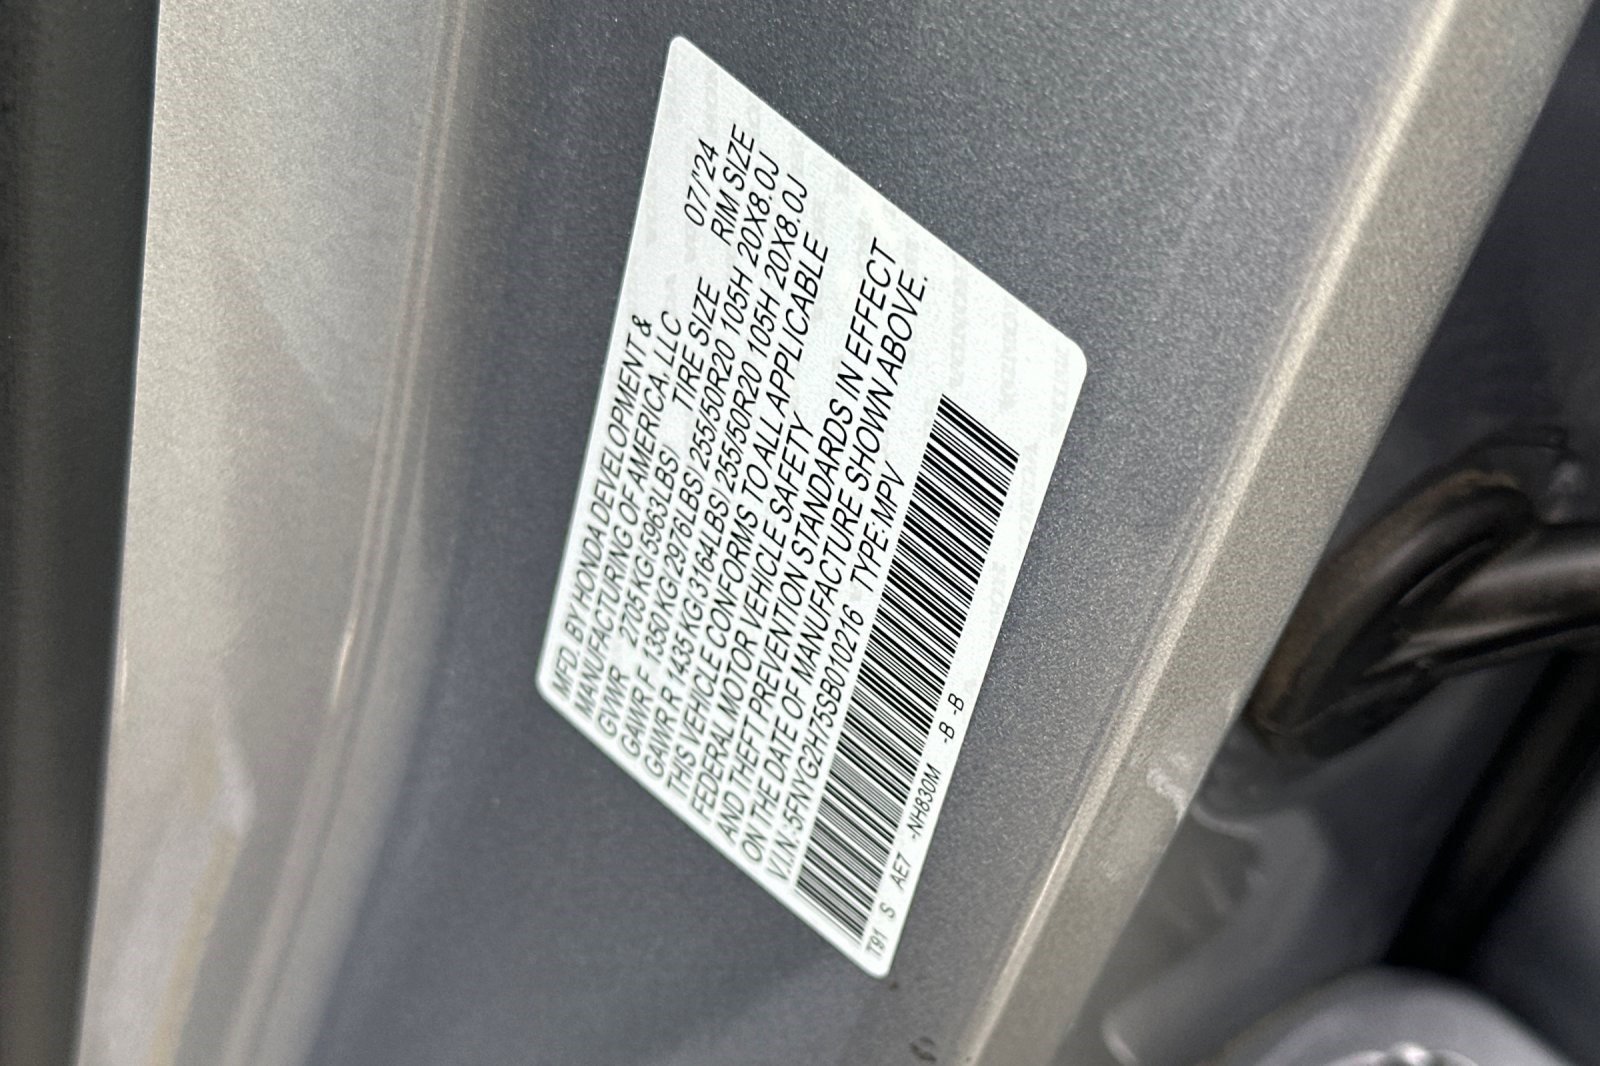 MFD. BY HONDA DEVELOPMENT &
MANUFACTURING OF AMERICA, LLC 07/'24
GVWR 2705 KG(5963LBS) TIRE SIZE RIM SIZE
GAWR F 1350 KG(2976LBS) 255/50R20 105H 20X8.0J
GAWR R 1435 KG(3164LBS) 255/50R20 105H 20X8.0J
THIS VEHICLE CONFORMS TO ALL APPLICABLE
FEDERAL MOTOR VEHICLE SAFETY
AND THEFT PREVENTION STANDARDS IN EFFECT
ON THE DATE OF MANUFACTURE SHOWN ABOVE.
V.I.N.:5FNYG2H75SB010216 TYPE:MPV
T91 S AE7 -NH830M -B -B